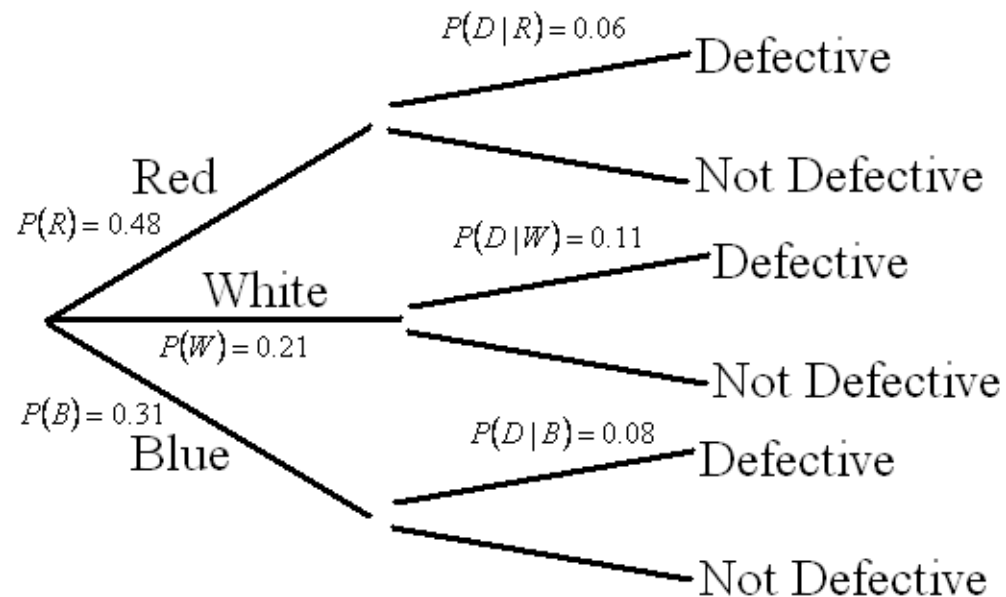 P(D|R) = 0.06
Defective
Red
Not Defective
P(R) = 0.48
P(D|W) = 0.11
Defective
White
P(W) = 0.21
Not Defective
P(B) = 0.31
P(D|B) = 0.08
Blue
Defective
Not Defective